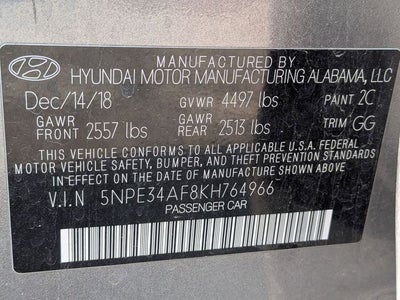 MANUFACTURED BY
HYUNDAI MOTOR MANUFACTURING ALABAMA, LLC
Dec/14/18 GVWR 4497 lbs PAINT 2C
GAWR FRONT 2557 lbs GAWR REAR 2513 lbs TRIM GG
THIS VEHICLE CONFORMS TO ALL APPLICABLE U.S.A. FEDERAL
MOTOR VEHICLE SAFETY, BUMPER, AND THEFT PREVENTION
STANDARDS IN EFFECT ON THE DATE OF MANUFACTURE SHOWN ABOVE.
V.I.N 5NPE34AF8KH764966
PASSENGER CAR